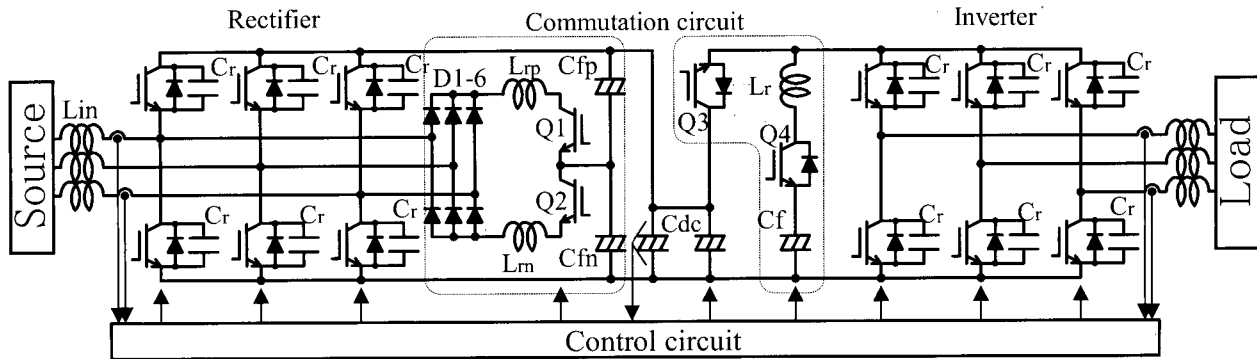 Rectifier
Commutation circuit
Inverter
Source
Lin
Cr
Cr
Cr
D1-6
Lrp
Cfp
Q1
Q2
Lrn
Cfn
Cdc
Q3
Lr
Q4
Cf
Cr
Cr
Cr
Load
Cr
Cr
Cr
Cr
Cr
Cr
Control circuit